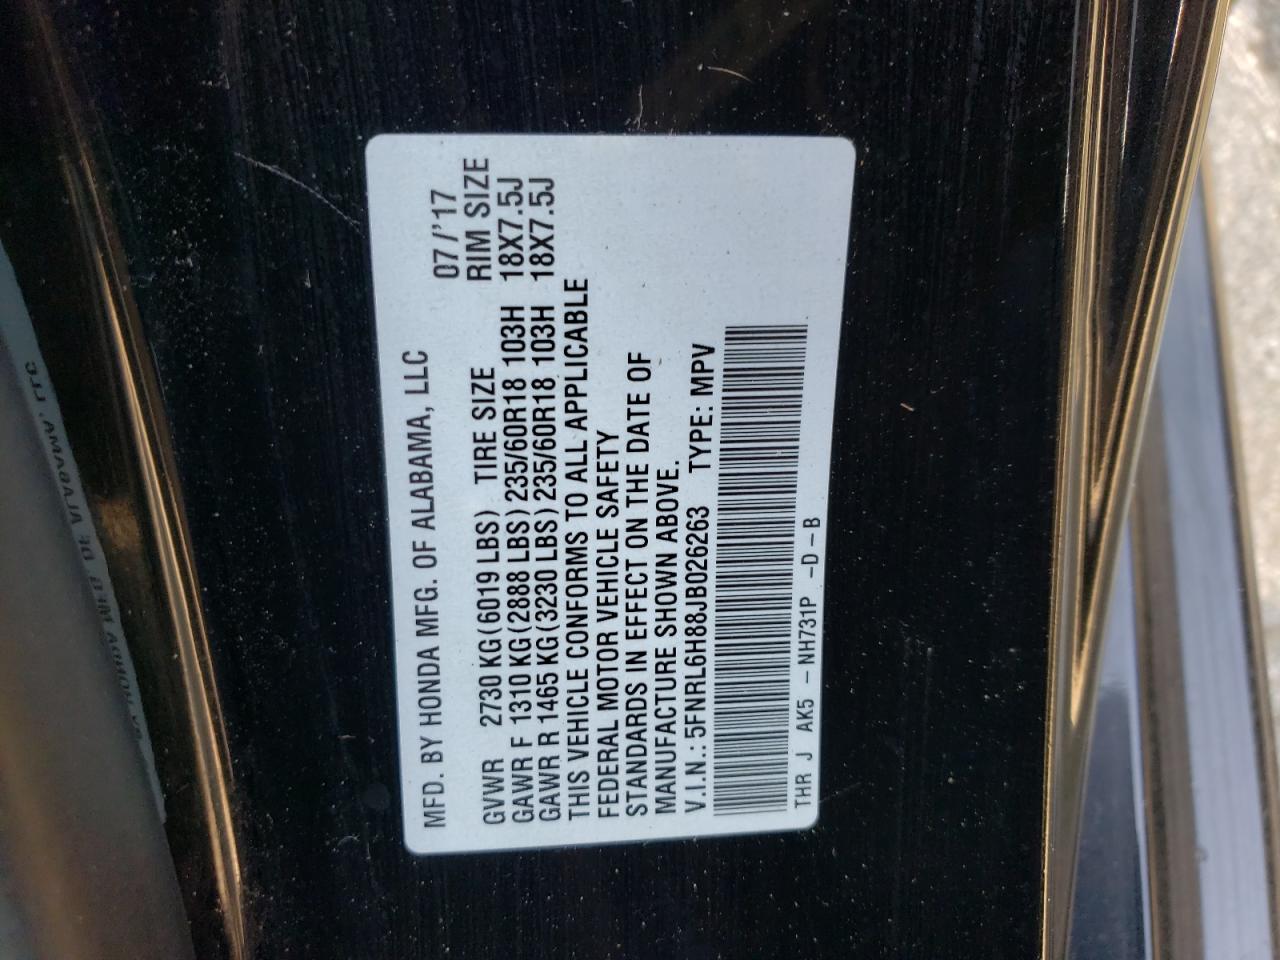 MFD. BY HONDA MFG. OF ALABAMA, LLC 07/'17
GVWR 2730 KG (6019 LBS) TIRE SIZE RIM SIZE
GAWR F 1310 KG (2888 LBS) 235/60R18 103H 18X7.5J
GAWR R 1465 KG (3230 LBS) 235/60R18 103H 18X7.5J
THIS VEHICLE CONFORMS TO ALL APPLICABLE
FEDERAL MOTOR VEHICLE SAFETY
STANDARDS IN EFFECT ON THE DATE OF
MANUFACTURE SHOWN ABOVE.
V.I.N.: 5FNRL6H88JB026263 TYPE: MPV
THR J AK5 -NH731P -D-B